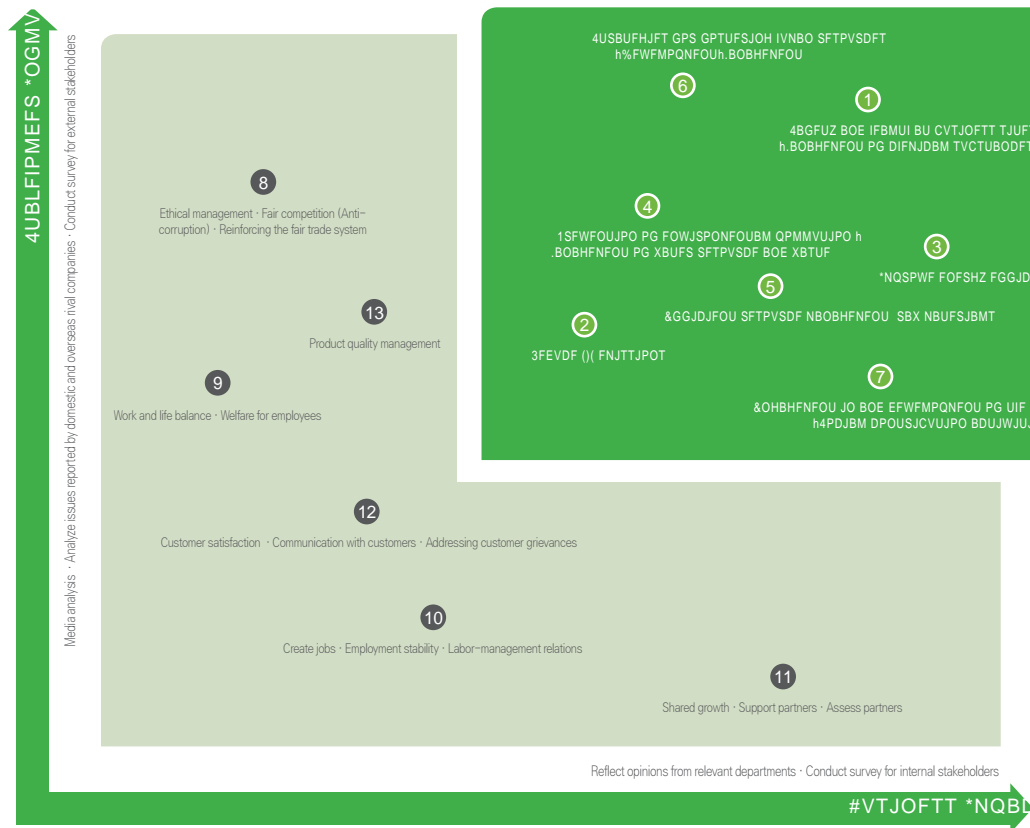 4UBLFIPMEFS *OGMV
Media analysis · Analyze issues reported by domestic and overseas rival companies · Conduct survey for external stakeholders
4USBUFHJFT GPS GPTUFSJOH IVNBO SFTPVSDFT
h%FWFMPQNFOUh.BOBHFNFOU
6
1
4BGFUZ BOE IFBMUI BU CVTJOFTT TJUF
h.BOBHFNFOU PG DIFNJDBM TVCTUBODFT
8
Ethical management · Fair competition (Anti-
corruption) · Reinforcing the fair trade system
4
1SFWFOUJPO PG FOWJSPONFOUBM QPMMVUJPO h
.BOBHFNFOU PG XBUFS SFTPVSDF BOE XBTUF
3
*NQSPWF FOFSHZ FGGJD
5
&GGJDJFOU SFTPVSDF NBOBHFNFOU SBX NBUFSJBMT
13
Product quality management
2
3FEVDF ()( FNJTTJPOT
9
Work and life balance · Welfare for employees
7
&OHBHFNFOU JO BOE EFWFMPQNFOU PG UIF
h4PDJBM DPOUSJCVUJPO BDUJWJUJ
12
Customer satisfaction · Communication with customers · Addressing customer grievances
10
Create jobs · Employment stability · Labor-management relations
11
Shared growth · Support partners · Assess partners
Reflect opinions from relevant departments · Conduct survey for internal stakeholders
#VTJOFTT *NQBL